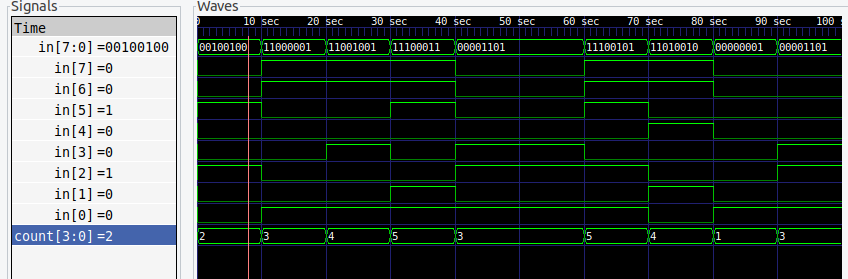 Signals
Waves
Time
in[7:0]=00100100
in[7]=0
in[6]=0
in[5]=1
in[4]=0
in[3]=0
in[2]=1
in[1]=0
in[0]=0
count[3:0]=2
0 10 sec 20 sec 30 sec 40 sec 50 sec 60 sec 70 sec 80 sec 90 sec 100 s
00100100 11000001 11001001 11100011 00001101 11100101 11010010 00000001 00001101
2 3 4 5 3 5 4 1 3